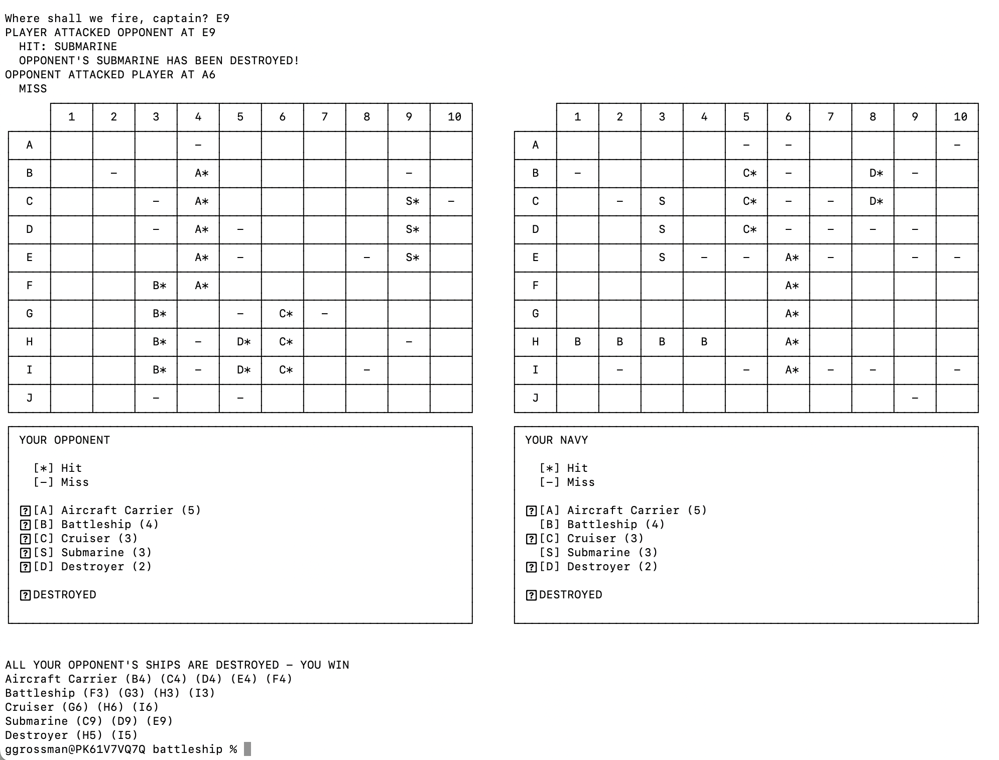 Where shall we fire, captain? E9
PLAYER ATTACKED OPPONENT AT E9
HIT: SUBMARINE
OPPONENT'S SUBMARINE HAS BEEN DESTROYED!
OPPONENT ATTACKED PLAYER AT A6
MISS
1 2 3 4 5 6 7 8 9 10
A -
B - A* -
C - A* S* -
D - A* - S*
E A* - - S*
F B* A*
G B* - C* -
H B* - D* C* -
I B* - D* C* -
J - -
1 2 3 4 5 6 7 8 9 10
A - - -
B - C* - D* -
C - S C* - - D*
D S C* - - - -
E S - - A* - - -
F A*
G A*
H B B B B A*
I - - A* - - -
J -
YOUR OPPONENT
[*] Hit
[-] Miss
?[A] Aircraft Carrier (5)
?[B] Battleship (4)
?[C] Cruiser (3)
?[S] Submarine (3)
?[D] Destroyer (2)
?DESTROYED
YOUR NAVY
[*] Hit
[-] Miss
?[A] Aircraft Carrier (5)
[B] Battleship (4)
?[C] Cruiser (3)
[S] Submarine (3)
?[D] Destroyer (2)
?DESTROYED
ALL YOUR OPPONENT'S SHIPS ARE DESTROYED - YOU WIN
Aircraft Carrier (B4) (C4) (D4) (E4) (F4)
Battleship (F3) (G3) (H3) (I3)
Cruiser (G6) (H6) (I6)
Submarine (C9) (D9) (E9)
Destroyer (H5) (I5)
ggrossman@PK61V7VQ7Q battleship %